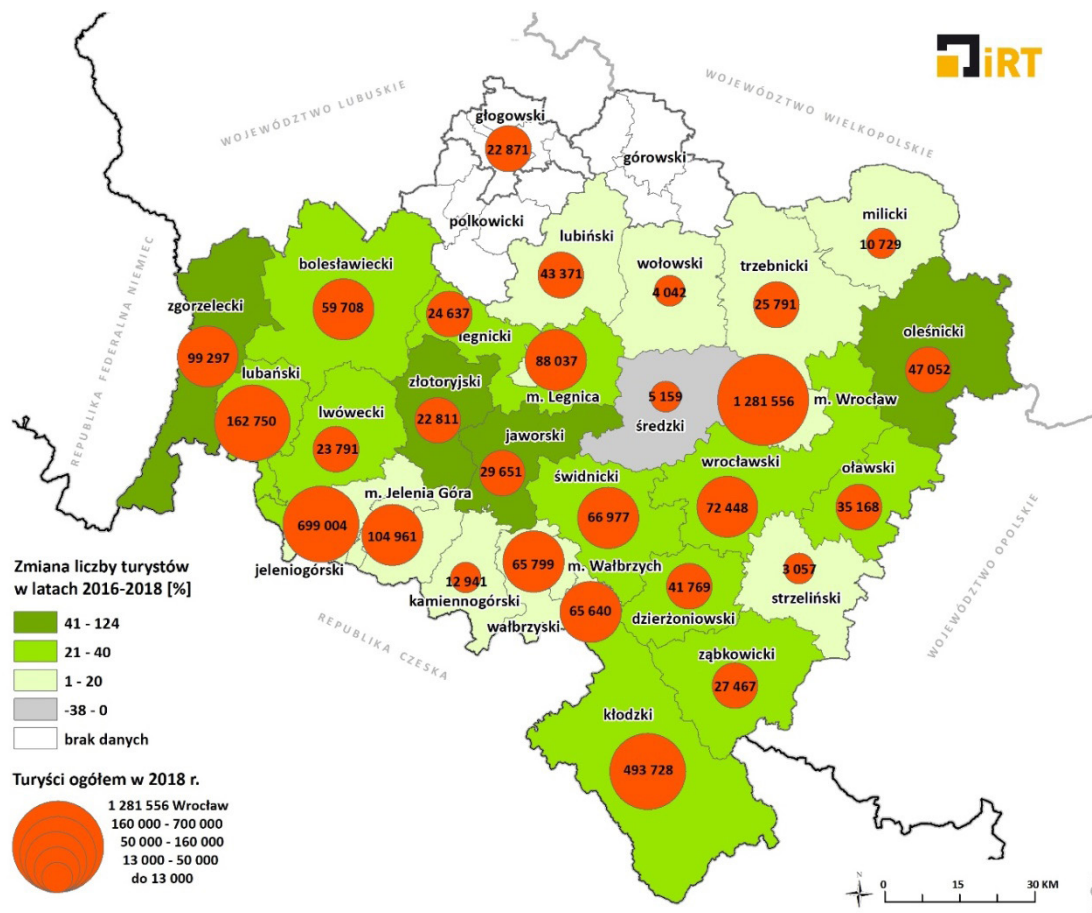 iRT
WOJEWÓDZTWO LUBUSKIE
WOJEWÓDZTWO WIELKOPOLSKIE
REPUBLIKA FEDERALNA NIEMIEC
głogowski
22 871
górowski
polkowicki
milicki
10 729
lubiński
43 371
wołowski
4 042
trzebnicki
25 791
bolesławiecki
59 708
zgorzelecki
99 297
24 637
legnicki
oleśnicki
47 052
88 037
m. Legnica
lubański
162 750
lwówecki
23 791
złotoryjski
22 811
5 159
średzki
1 281 556
m. Wrocław
jaworski
29 651
świdnicki
66 977
wrocławski
72 448
oławski
35 168
m. Jelenia Góra
699 004
104 961
jeleniogórski
12 941
kamiennogórski
65 799
m. Wałbrzych
65 640
wałbrzyski
41 769
dzierżoniowski
3 057
strzeliński
ząbkowicki
27 467
kłodzki
493 728
REPUBLIKA CZESKA
WOJEWÓDZTWO OPOLSKIE
Zmiana liczby turystów
w latach 2016-2018 [%]
41 - 124
21 - 40
1 - 20
-38 - 0
brak danych
Turyści ogółem w 2018 r.
1 281 556 Wrocław
160 000 - 700 000
50 000 - 160 000
13 000 - 50 000
do 13 000
N
0 15 30 KM